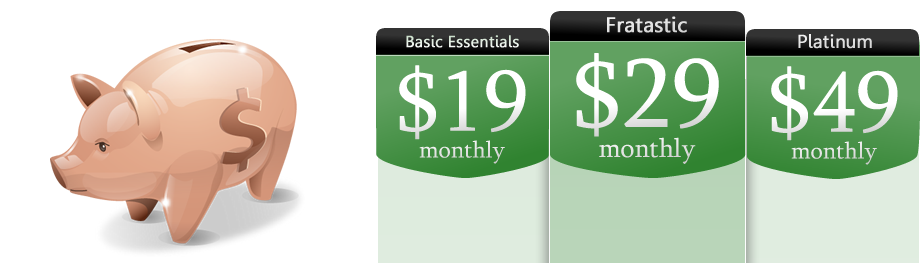 $
Basic Essentials
$19
monthly
Fratastic
$29
monthly
Platinum
$49
monthly